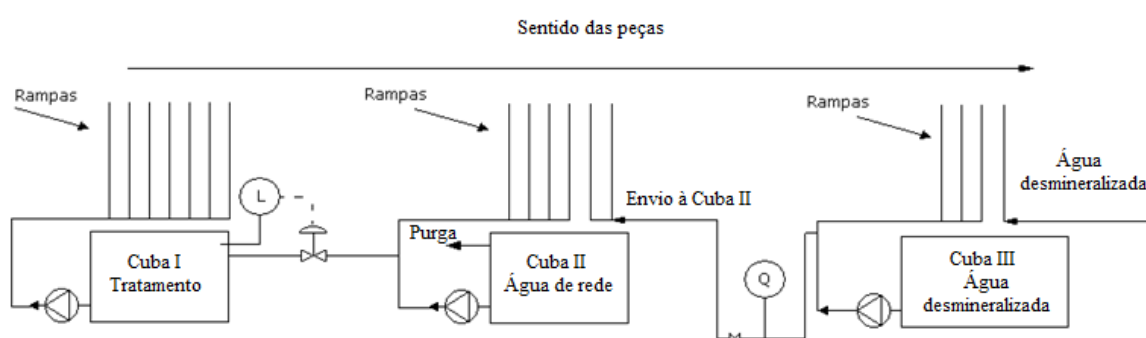 Sentido das peças
Rampas
Rampas
Rampas
Água
desmineralizada
L
Envio à Cuba II
Purga
Cuba I
Tratamento
Cuba II
Água de rede
Q
Cuba III
Água
desmineralizada